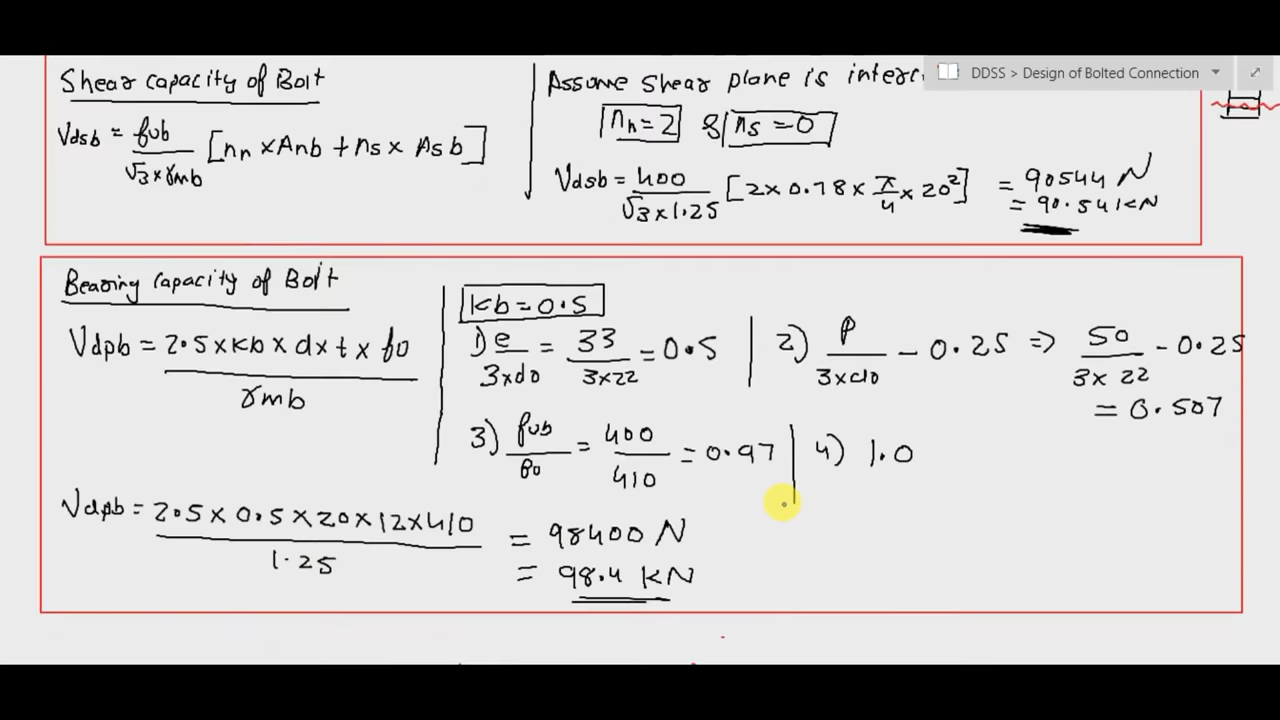 DDSS > Design of Bolted Connection
Shear capacity of Bolt
Vdsb = fub / √3 × γmb [nn × Anb + ns × Asb]
Assume shear plane is
nn = 2 & ns = 0
Vdsb = 400 / √3 × 1.25 [2 × 0.78 × π/4 × 20²] = 90544 N
= 90.54 kN
Bearing capacity of Bolt
Vdpb = 2.5 × kb × d × t × fu / γmb
kb = 0.5
1) e / 3×do = 33 / 3×22 = 0.5
2) P / 3×do - 0.25 => 50 / 3×22 - 0.25
= 0.507
3) fub / fu = 400 / 410 = 0.97
4) 1.0
Vdpb = 2.5 × 0.5 × 20 × 12 × 410 / 1.25 = 98400 N
= 98.4 kN